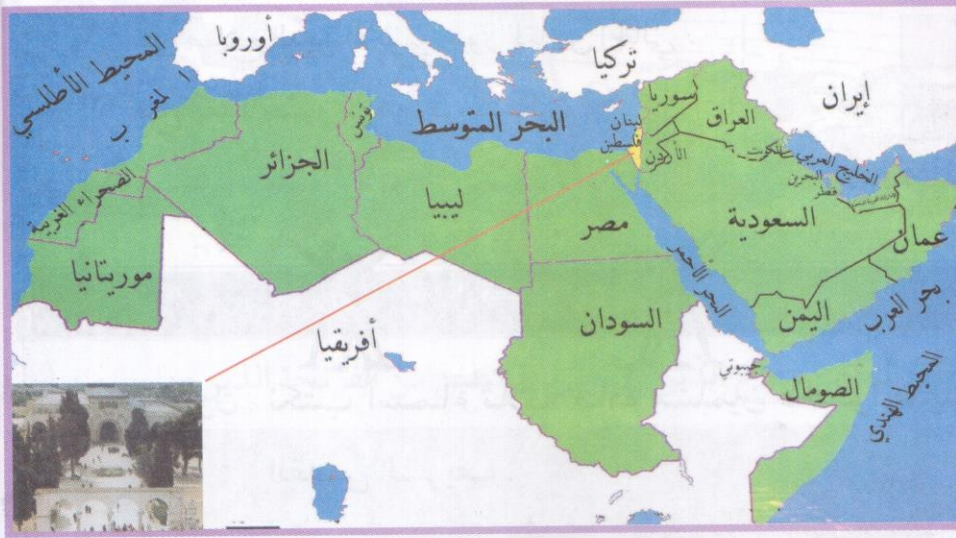 أوروبا
تركيا
إيران
المحيط الأطلسي
المغرب
البحر المتوسط
تونس
الجزائر
ليبيا
مصر
سوريا
لبنان
فلسطين
الأردن
العراق
الكويت
الخليج العربي
البحرين
قطر
السعودية
عمان
الصحراء الغربية
موريتانيا
السودان
البحر الأحمر
اليمن
بحر العرب
أفريقيا
جيبوتي
الصومال
المحيط الهندي